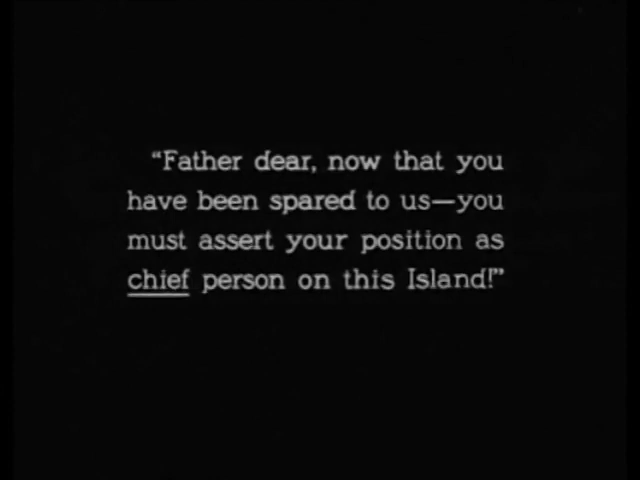 “Father dear, now that you
have been spared to us—you
must assert your position as
chief person on this Island!”